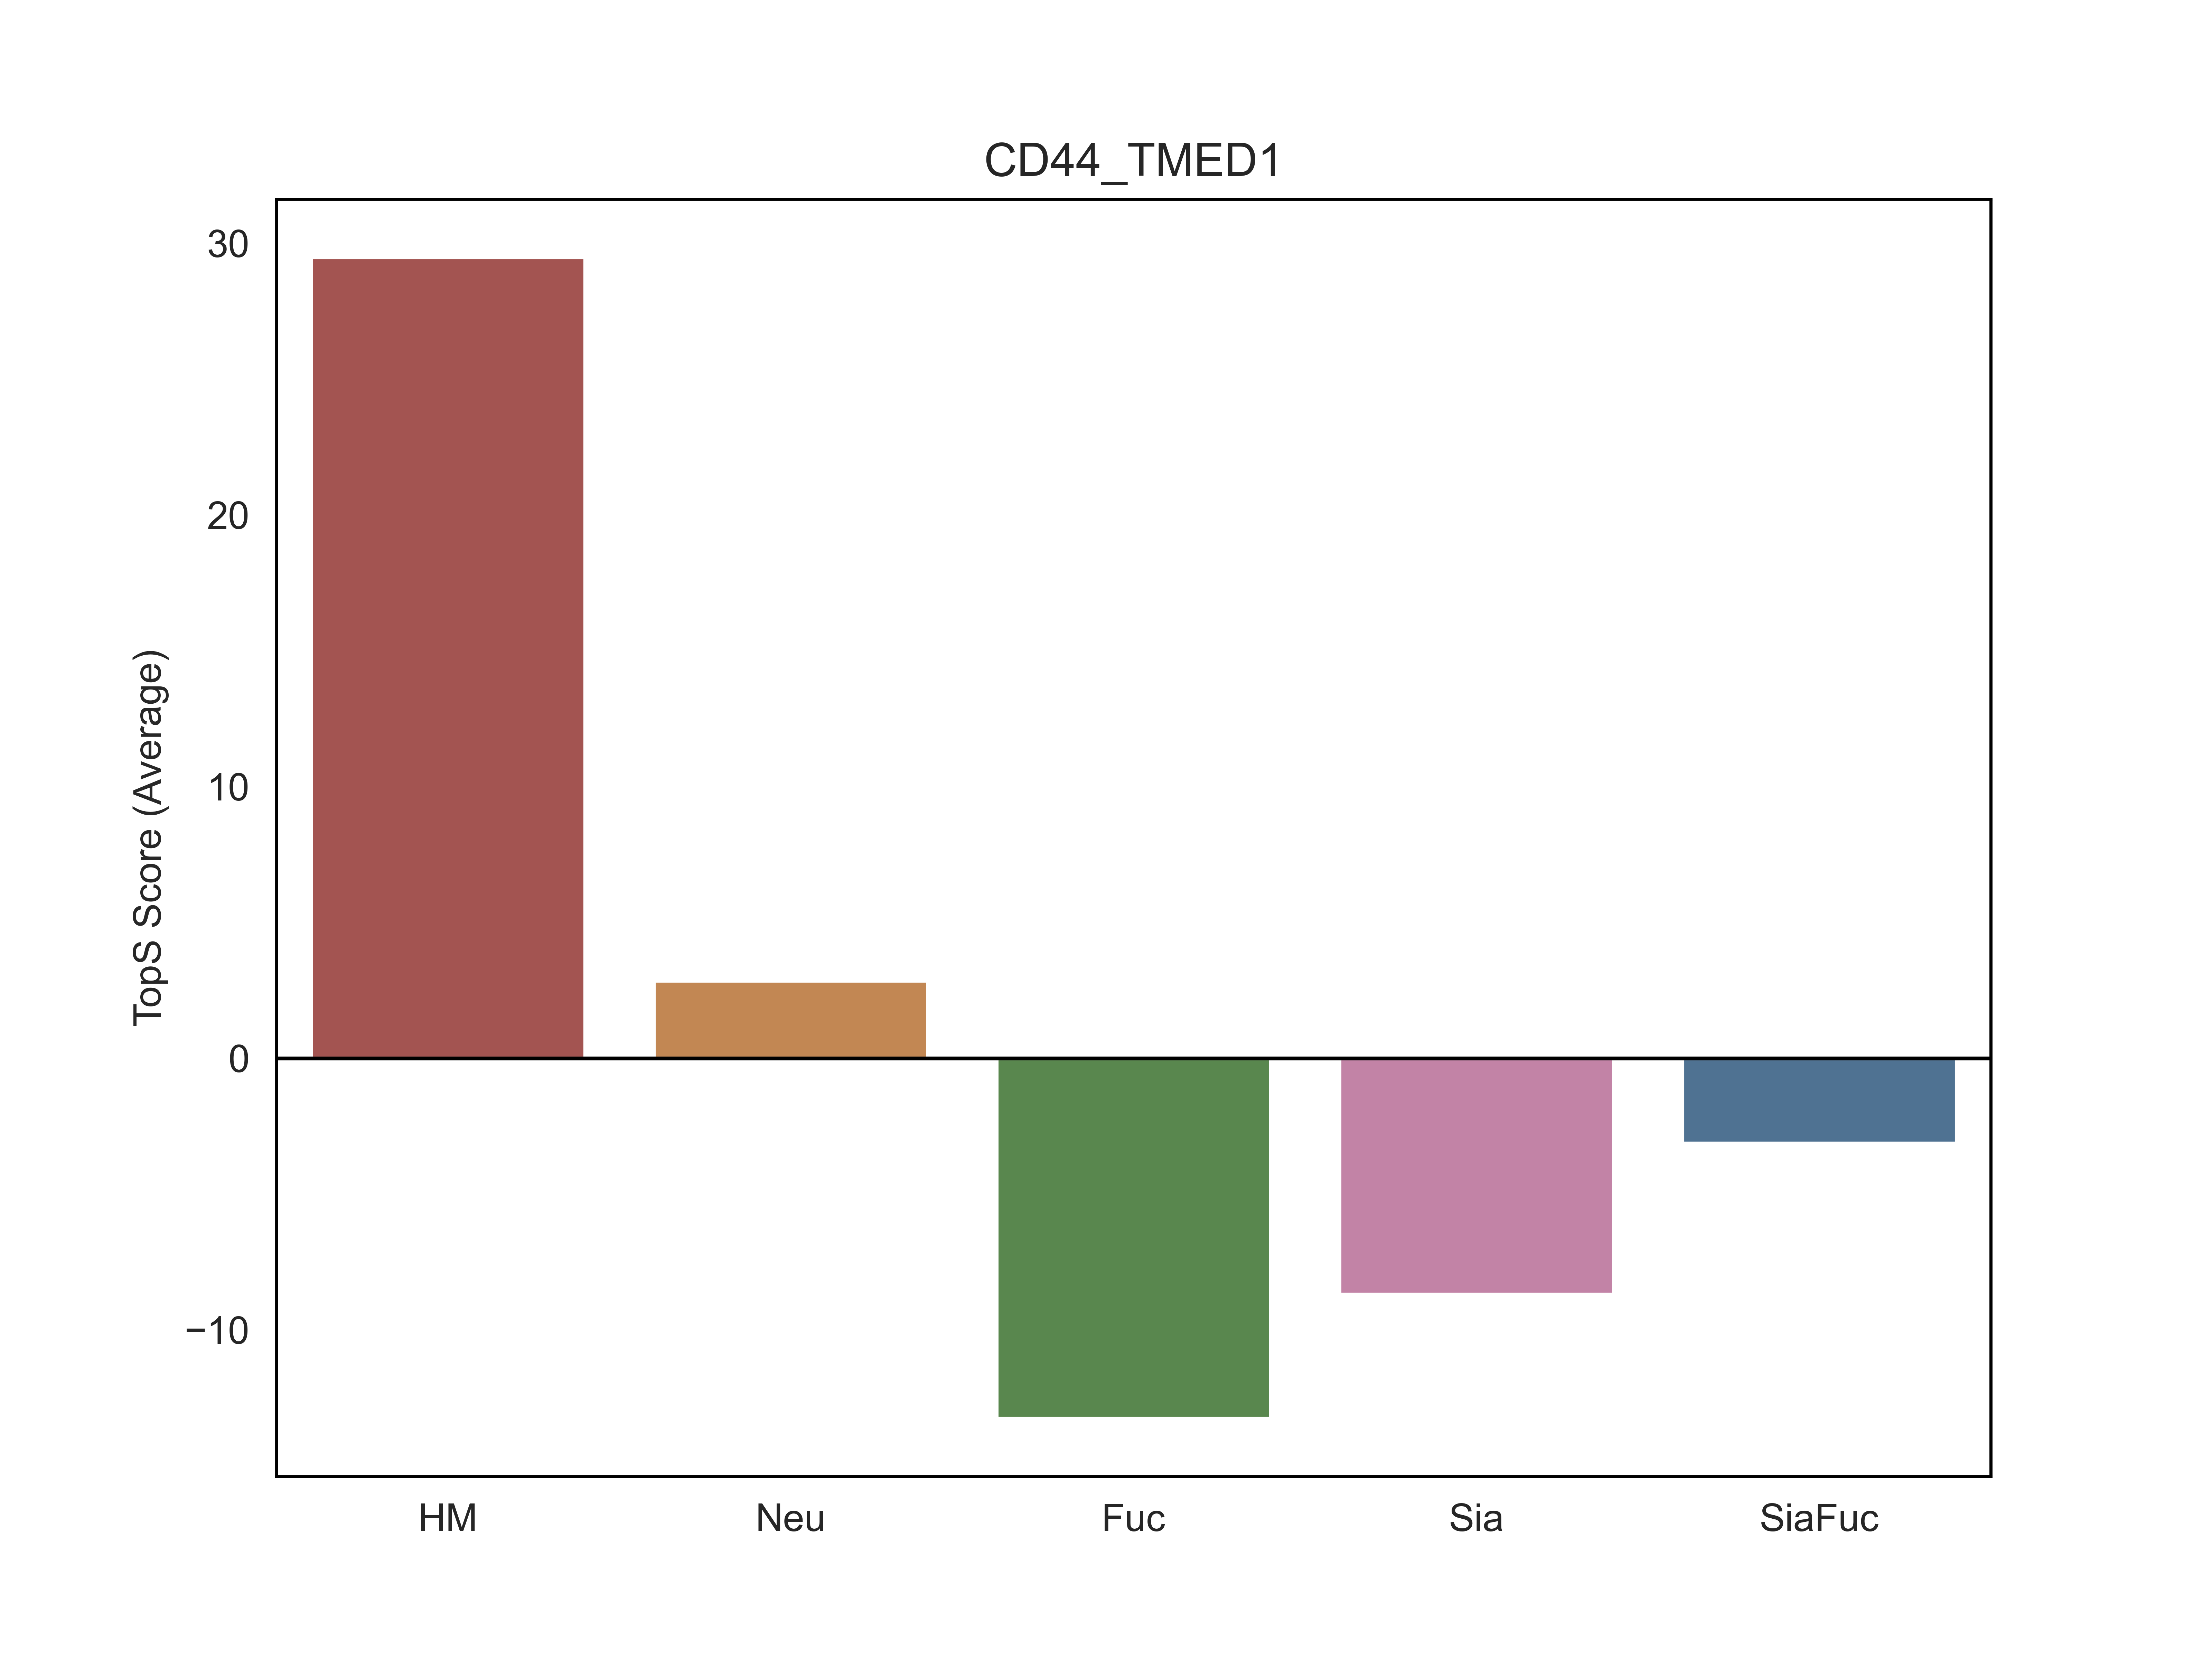 CD44_TMED1
TopS Score (Average)
30
20
10
0
−10
HM
Neu
Fuc
Sia
SiaFuc